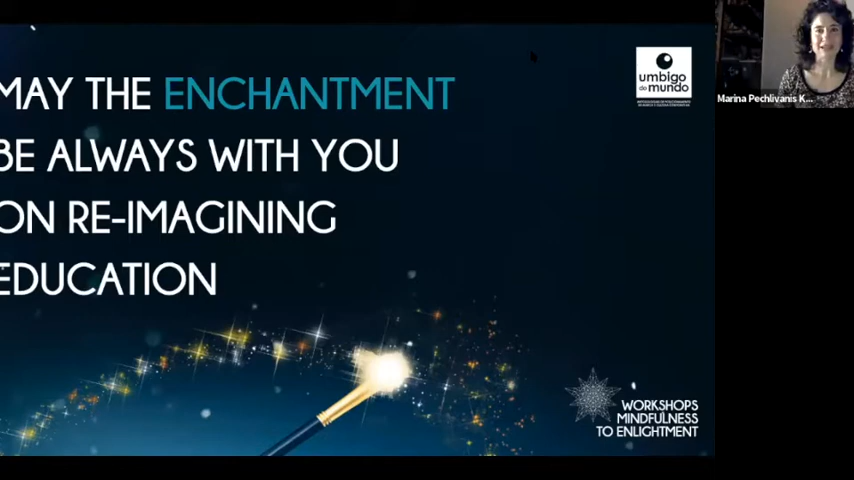 MAY THE ENCHANTMENT
BE ALWAYS WITH YOU
ON RE-IMAGINING
EDUCATION
umbigo
do mundo
Marina Pechlivanis K...
WORKSHOPS
MINDFULNESS
TO ENLIGHTMENT